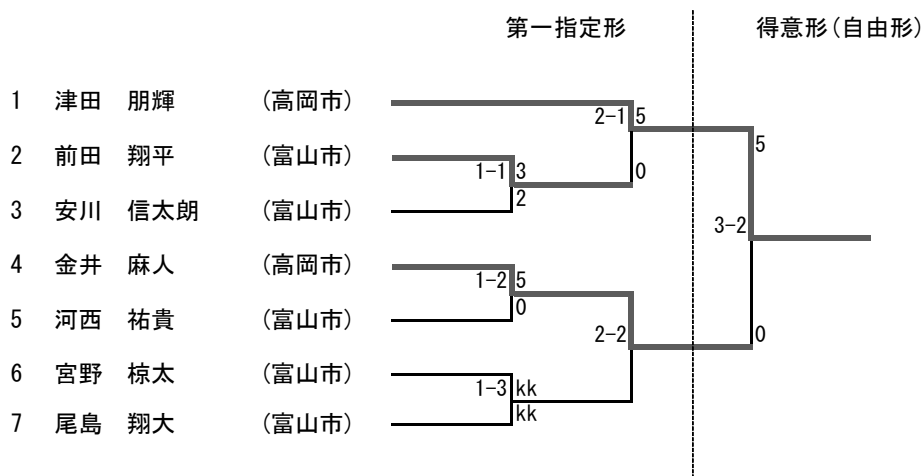 第一指定形 得意形(自由形)
1 津田 朋輝 (高岡市)
2-1 5
5
2 前田 翔平 (富山市)
1-1 3
0
2
3 安川 信太朗 (富山市)
3-2
4 金井 麻人 (高岡市)
1-2 5
0
5 河西 祐貴 (富山市)
2-2
0
6 宮野 椋太 (富山市)
1-3 kk
kk
7 尾島 翔大 (富山市)